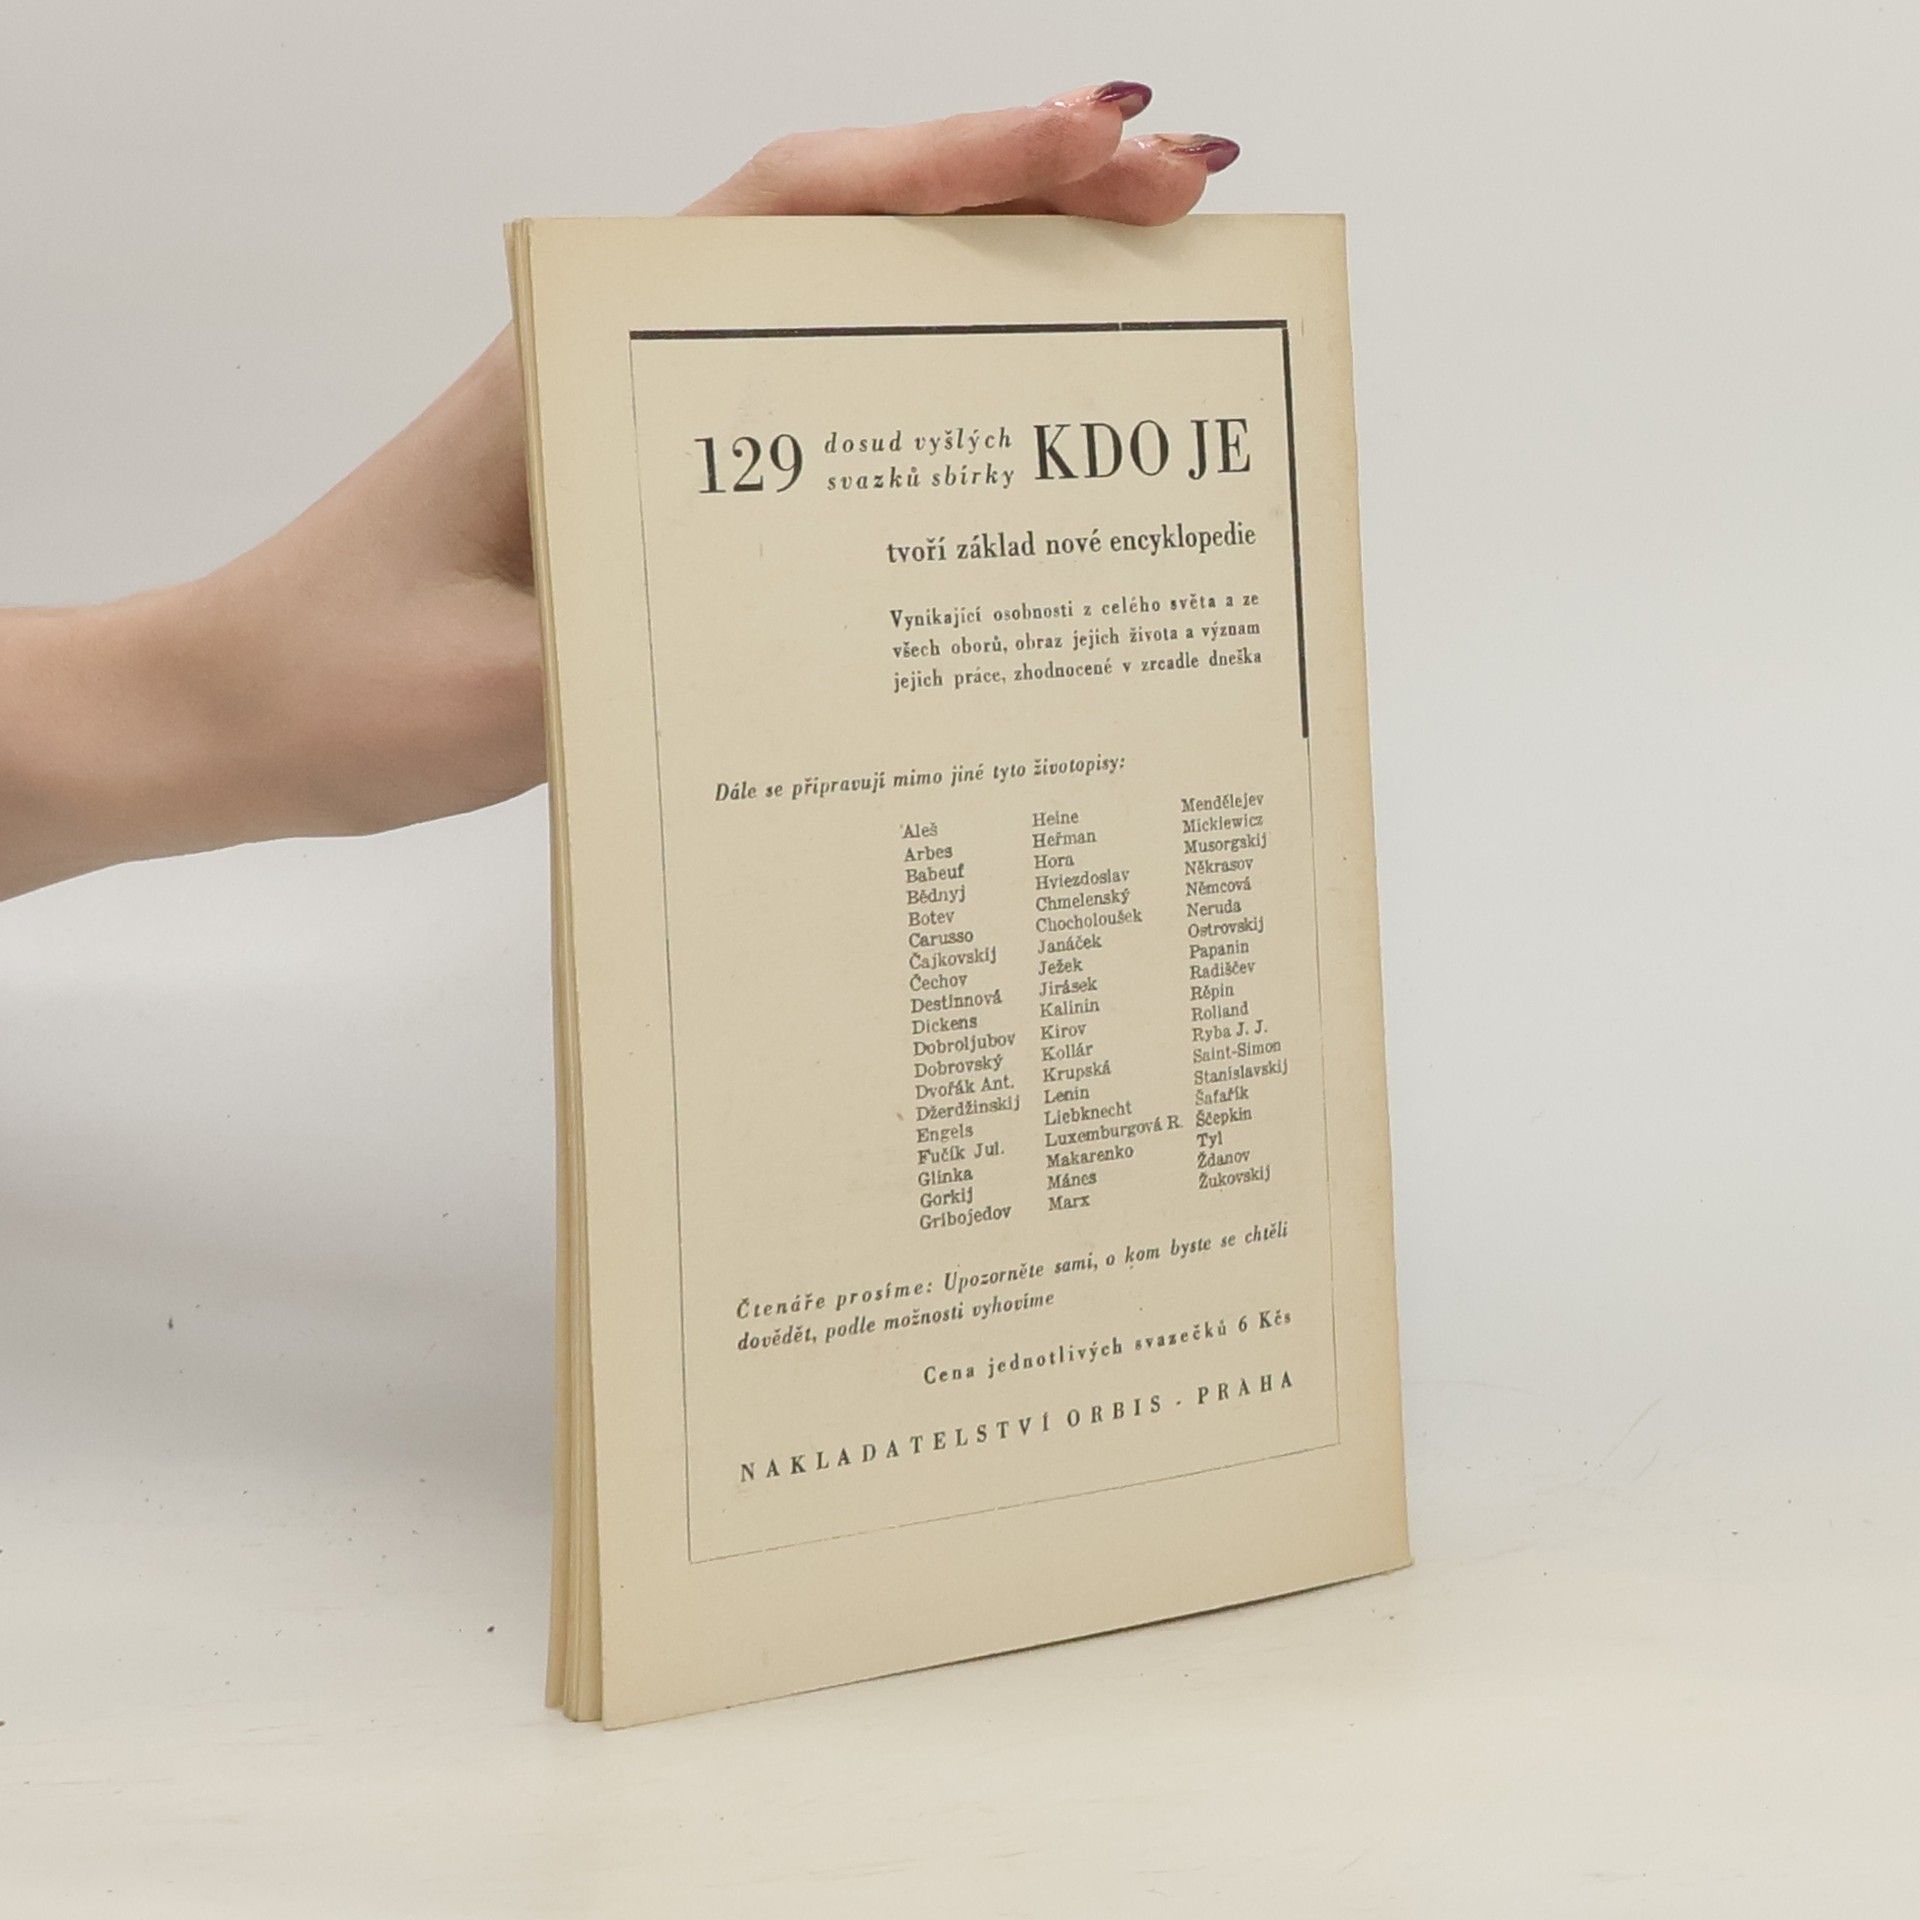 129 dosud vyšlých svazků sbírky KDO JE
tvoří základ nové encyklopedie
Vynikající osobnosti z celého světa a ze
všech oborů, obraz jejich života a význam
jejich práce, zhodnocené v zrcadle dneška
Dále se připravují mimo jiné tyto životopisy:
Aleš
Arbes
Babeuf
Bědnyj
Botev
Carusso
Čajkovskij
Čechov
Destinnová
Dickens
Dobroljubov
Dobrovský
Dvořák Ant.
Džerdžinskij
Engels
Fučík Jul.
Glinka
Gorkij
Gribojedov
Heine
Heřman
Hora
Hviezdoslav
Chmelenský
Chocholoušek
Janáček
Ježek
Jirásek
Kalinin
Kirov
Kollár
Krupská
Lenin
Liebknecht
Luxemburgová R.
Makarenko
Mánes
Marx
Mendělejev
Mickiewicz
Musorgskij
Někrasov
Němcová
Neruda
Ostrovskij
Papanin
Radiščev
Rěpin
Rolland
Ryba J. J.
Saint-Simon
Stanislavskij
Šafařík
Ščepkin
Tyl
Ždanov
Žukovskij
Čtenáře prosíme: Upozorněte sami, o kom byste se chtěli
dovědět, podle možnosti vyhovíme
Cena jednotlivých svazečků 6 Kčs
NAKLADATELSTVÍ ORBIS - PRAHA